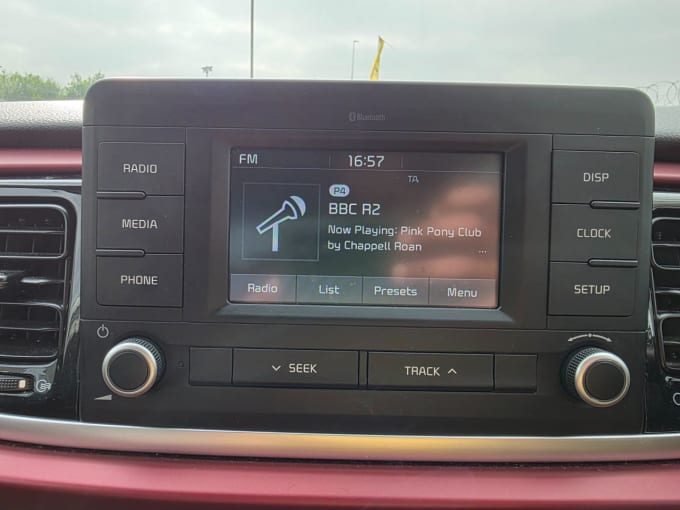 Bluetooth
RADIO
MEDIA
PHONE
FM 16:57
TA
P4
BBC R2
Now Playing: Pink Pony Club
by Chappell Roan
...
Radio List Presets Menu
DISP
CLOCK
SETUP
SEEK
TRACK